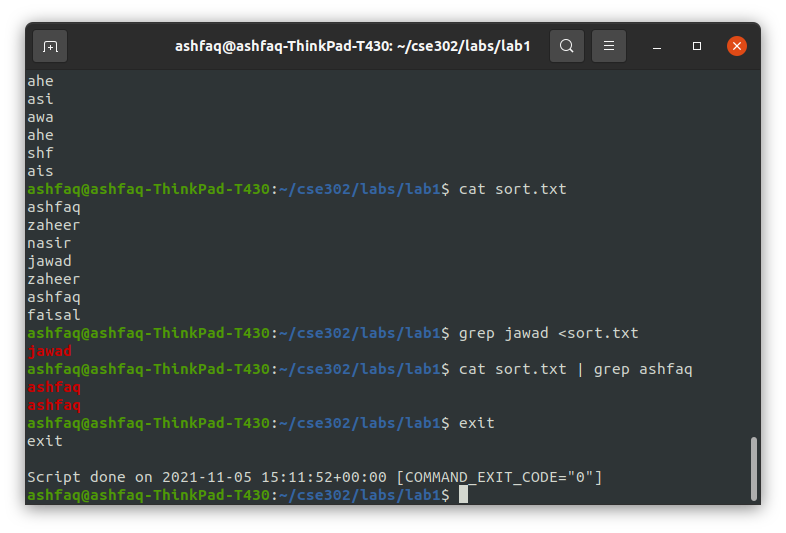 ashfaq@ashfaq-ThinkPad-T430: ~/cse302/labs/lab1
ahe
asi
awa
ahe
shf
ais
ashfaq@ashfaq-ThinkPad-T430:~/cse302/labs/lab1$ cat sort.txt
ashfaq
zaheer
nasir
jawad
zaheer
ashfaq
faisal
ashfaq@ashfaq-ThinkPad-T430:~/cse302/labs/lab1$ grep jawad <sort.txt
jawad
ashfaq@ashfaq-ThinkPad-T430:~/cse302/labs/lab1$ cat sort.txt | grep ashfaq
ashfaq
ashfaq
ashfaq@ashfaq-ThinkPad-T430:~/cse302/labs/lab1$ exit
exit
Script done on 2021-11-05 15:11:52+00:00 [COMMAND_EXIT_CODE="0"]
ashfaq@ashfaq-ThinkPad-T430:~/cse302/labs/lab1$